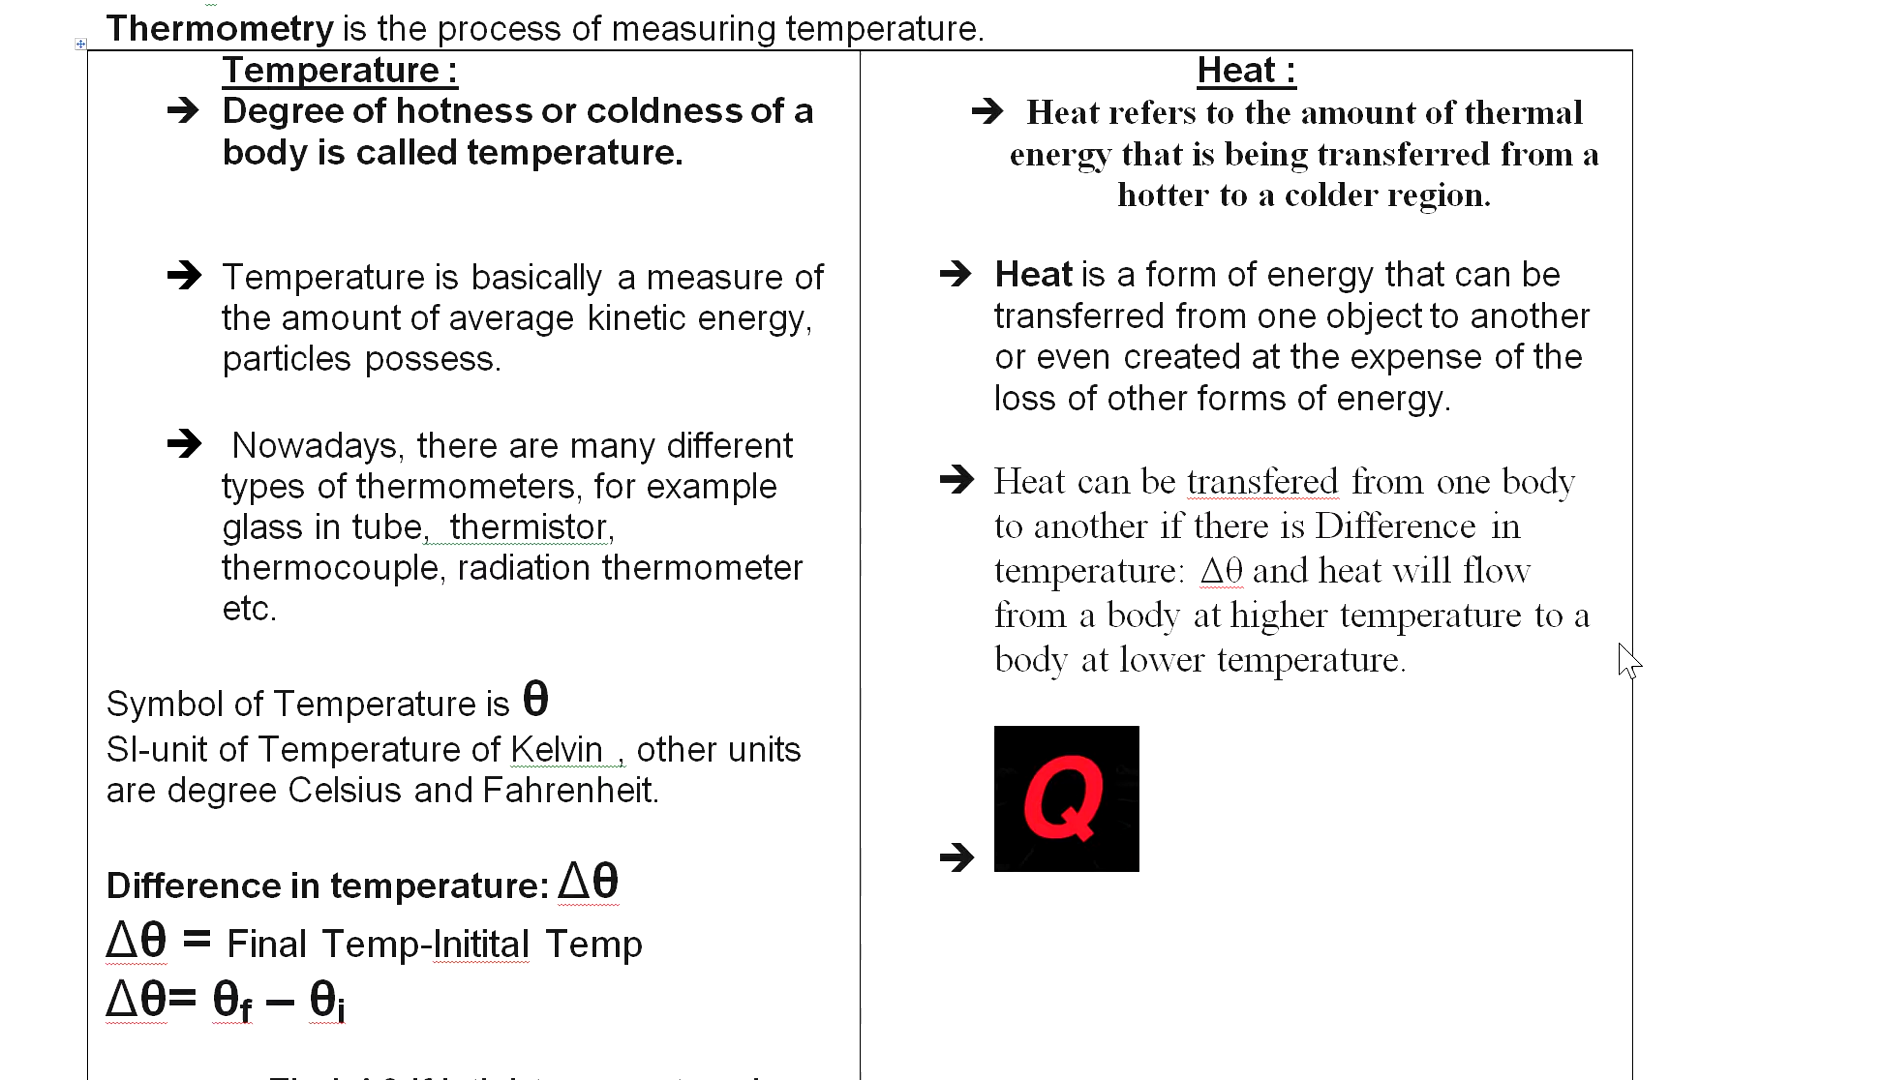 Thermometry is the process of measuring temperature.
Temperature :
➔ Degree of hotness or coldness of a
body is called temperature.
➔ Temperature is basically a measure of
the amount of average kinetic energy,
particles possess.
➔ Nowadays, there are many different
types of thermometers, for example
glass in tube, thermistor,
thermocouple, radiation thermometer
etc.
Symbol of Temperature is θ
SI-unit of Temperature of Kelvin , other units
are degree Celsius and Fahrenheit.
Difference in temperature: Δθ
Δθ = Final Temp-Initital Temp
Δθ= θf – θi
Heat :
➔ Heat refers to the amount of thermal
energy that is being transferred from a
hotter to a colder region.
➔ Heat is a form of energy that can be
transferred from one object to another
or even created at the expense of the
loss of other forms of energy.
➔ Heat can be transfered from one body
to another if there is Difference in
temperature: Δθ and heat will flow
from a body at higher temperature to a
body at lower temperature.
➔ Q